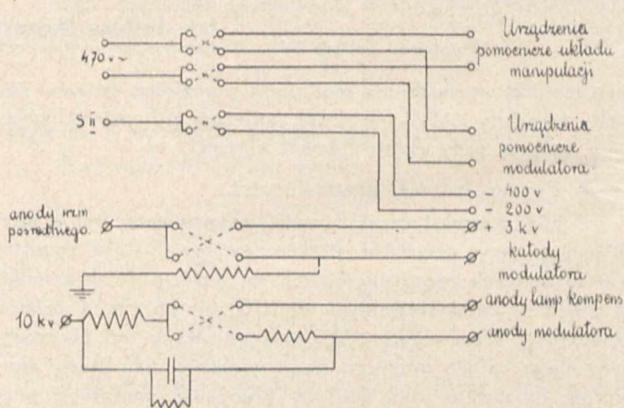 470 v ~
S II
anody wzm
pośredniego
10 kv
Urządzenia
pomocnicze układu
manipulacji
Urządzenia
pomocnicze
modulatora
- 400 v
- 200 v
+ 3 kv
katody
modulatora
anody lamp kompens
anody modulatora